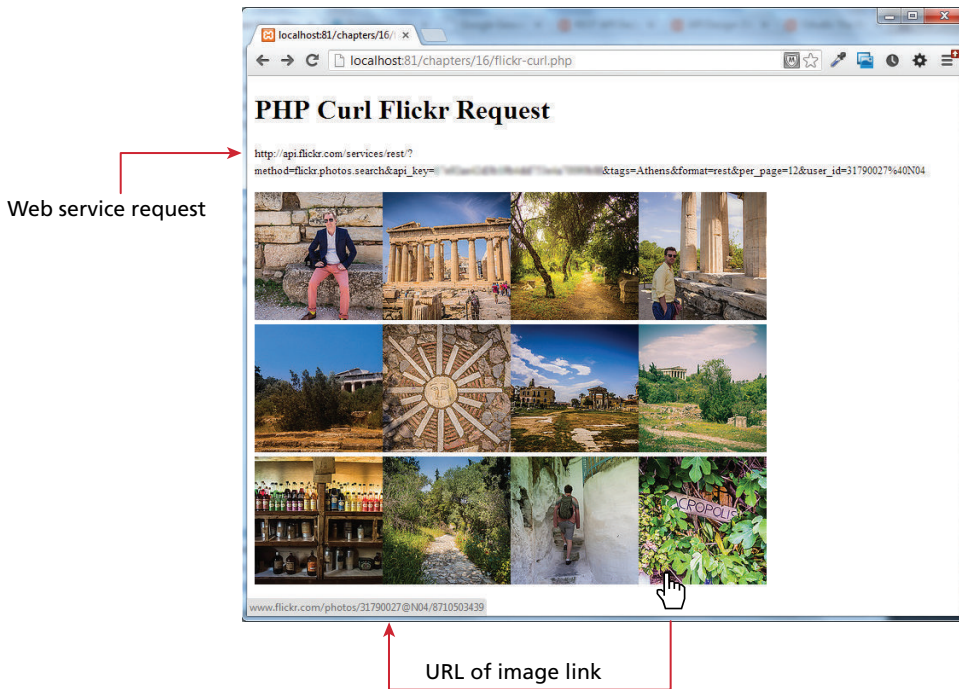 localhost:81/chapters/16/
localhost:81/chapters/16/flickr-curl.php
PHP Curl Flickr Request
http://api.flickr.com/services/rest/?
method=flickr.photos.search&api_key= &tags=Athens&format=rest&per_page=12&user_id=31790027%40N04
Web service request
CROPOLIS
www.flickr.com/photos/31790027@N04/8710503439
URL of image link